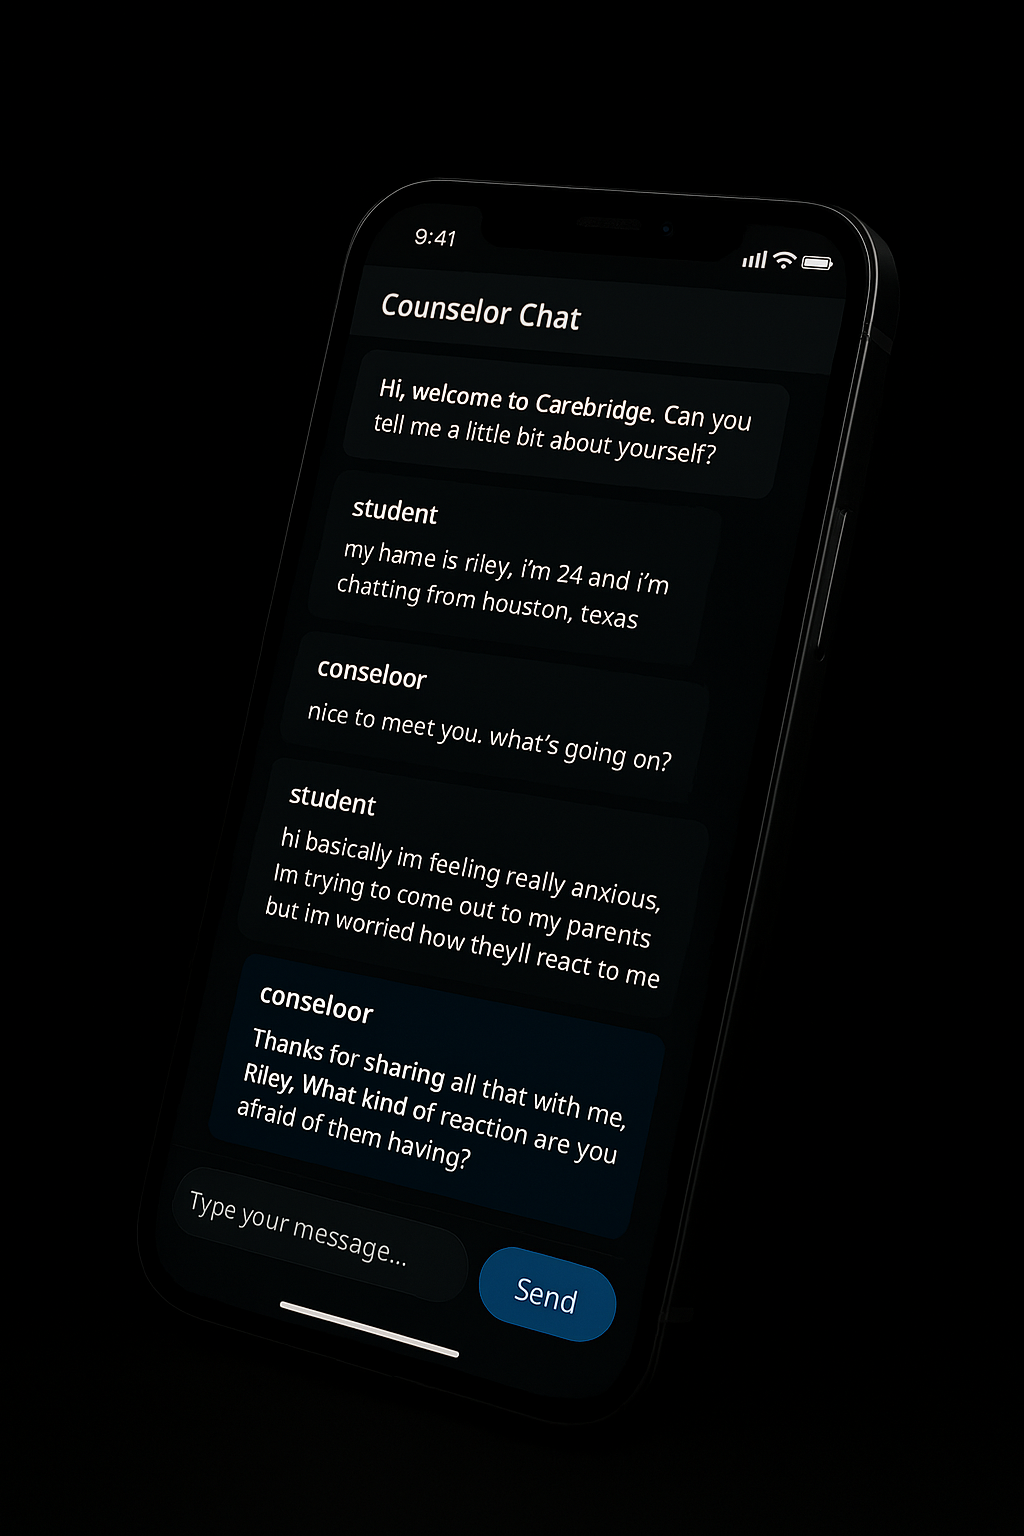 9:41
Counselor Chat
Hi, welcome to Carebridge. Can you
tell me a little bit about yourself?
student
my hame is riley, i'm 24 and i'm
chatting from houston, texas
conseloor
nice to meet you. what's going on?
student
hi basically im feeling really anxious,
Im trying to come out to my parents
but im worried how theyll react to me
conseloor
Thanks for sharing all that with me,
Riley, What kind of reaction are you
afraid of them having?
Type your message...
Send